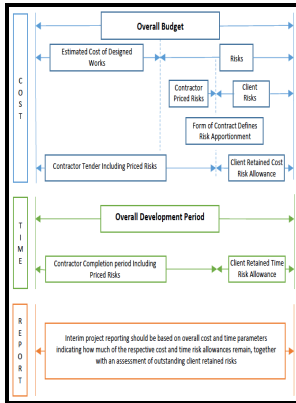 Overall Budget
Estimated Cost of Designed
Works
Risks
Contractor
Priced Risks
Client
Risks
Form of Contract Defines
Risk Apportionment
Contractor Tender Including Priced Risks
Client Retained Cost
Risk Allowance
COST
Overall Development Period
Contractor Completion period Including
Priced Risks
Client Retained Time
Risk Allowance
TIME
Interim project reporting should be based on overall cost and time parameters
indicating how much of the respective cost and time risk allowances remain, together
with an assessment of outstanding client retained risks
REPORT